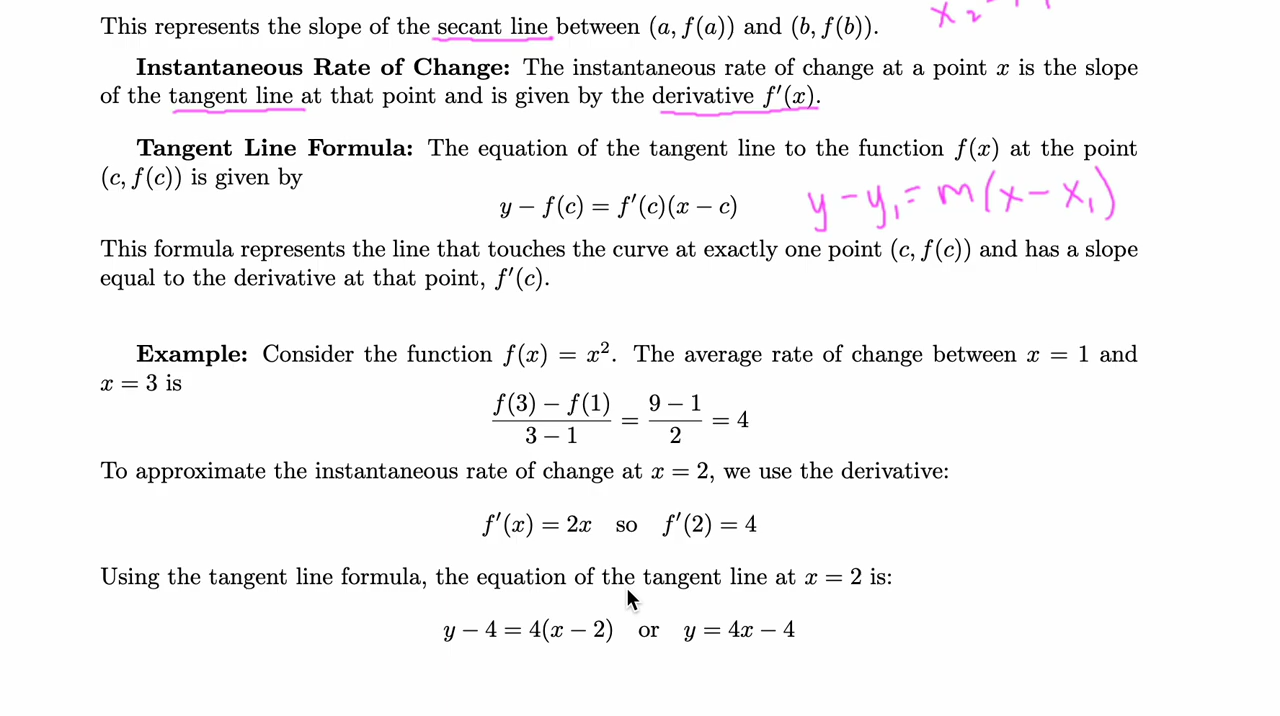 This represents the slope of the secant line between (a, f(a)) and (b, f(b)).
Instantaneous Rate of Change: The instantaneous rate of change at a point x is the slope
of the tangent line at that point and is given by the derivative f′(x).
Tangent Line Formula: The equation of the tangent line to the function f(x) at the point
(c, f(c)) is given by
y − f(c) = f′(c)(x − c)
y − y₁ = m(x − x₁)
This formula represents the line that touches the curve at exactly one point (c, f(c)) and has a slope
equal to the derivative at that point, f′(c).
Example: Consider the function f(x) = x². The average rate of change between x = 1 and
x = 3 is
f(3) − f(1) / 3 − 1 = 9 − 1 / 2 = 4
To approximate the instantaneous rate of change at x = 2, we use the derivative:
f′(x) = 2x so f′(2) = 4
Using the tangent line formula, the equation of the tangent line at x = 2 is:
y − 4 = 4(x − 2) or y = 4x − 4